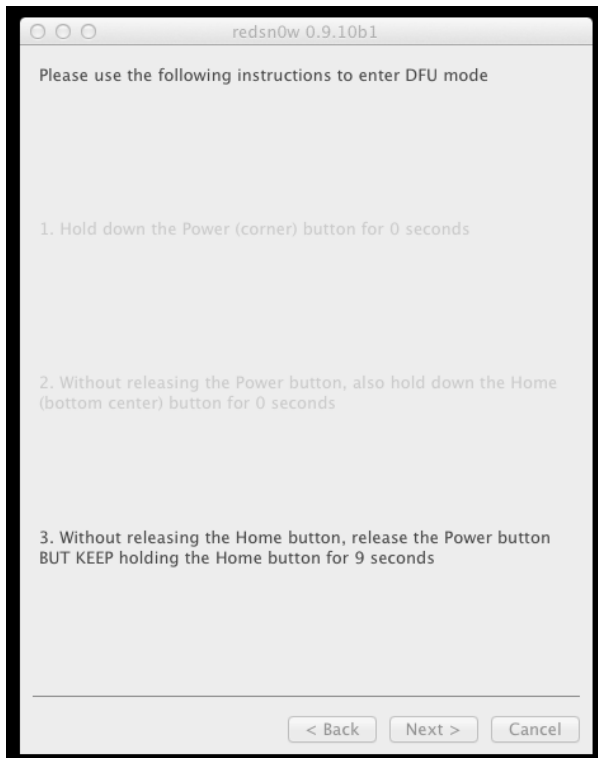 redsn0w 0.9.10b1
Please use the following instructions to enter DFU mode
1. Hold down the Power (corner) button for 0 seconds
2. Without releasing the Power button, also hold down the Home
(bottom center) button for 0 seconds
3. Without releasing the Home button, release the Power button
BUT KEEP holding the Home button for 9 seconds
< Back Next > Cancel